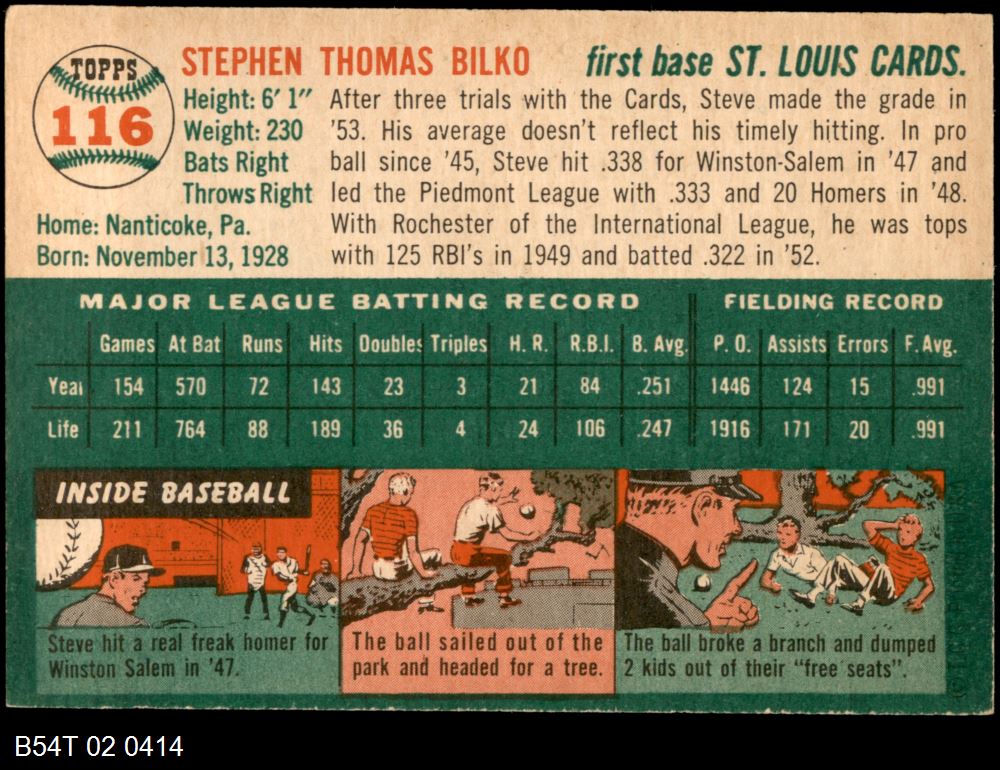 TOPPS
116
STEPHEN THOMAS BILKO first base ST. LOUIS CARDS.
Height: 6' 1"
Weight: 230
Bats Right
Throws Right
Home: Nanticoke, Pa.
Born: November 13, 1928
After three trials with the Cards, Steve made the grade in
'53. His average doesn't reflect his timely hitting. In pro
ball since '45, Steve hit .338 for Winston-Salem in '47 and
led the Piedmont League with .333 and 20 Homers in '48.
With Rochester of the International League, he was tops
with 125 RBI's in 1949 and batted .322 in '52.
MAJOR LEAGUE BATTING RECORD FIELDING RECORD
Games At Bat Runs Hits Doubles Triples H. R. R.B.I. B. Avg. P. O. Assists Errors F. Avg.
Year 154 570 72 143 23 3 21 84 .251 1446 124 15 .991
Life 211 764 88 189 36 4 24 106 .247 1916 171 20 .991
INSIDE BASEBALL
Steve hit a real freak homer for
Winston Salem in '47.
The ball sailed out of the
park and headed for a tree.
The ball broke a branch and dumped
2 kids out of their "free seats".
B54T 02 0414